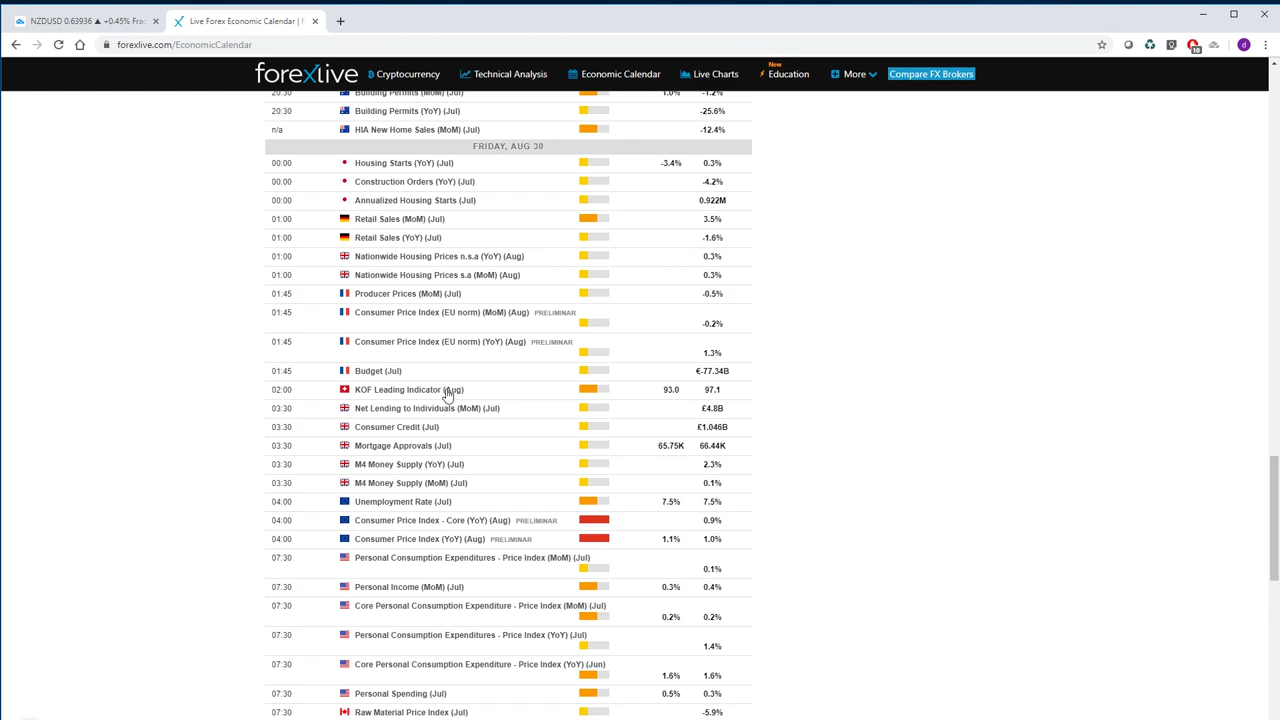 NZDUSD 0.63936 ▲ +0.45% Frac
Live Forex Economic Calendar | F
forexlive.com/EconomicCalendar
10
d
forexlive
Cryptocurrency
Technical Analysis
Economic Calendar
Live Charts
New
Education
More
Compare FX Brokers
20:30 Building Permits (MoM) (Jul) 1.0% -1.2%
20:30 Building Permits (YoY) (Jul) -25.6%
n/a HIA New Home Sales (MoM) (Jul) -12.4%
FRIDAY, AUG 30
00:00 Housing Starts (YoY) (Jul) -3.4% 0.3%
00:00 Construction Orders (YoY) (Jul) -4.2%
00:00 Annualized Housing Starts (Jul) 0.922M
01:00 Retail Sales (MoM) (Jul) 3.5%
01:00 Retail Sales (YoY) (Jul) -1.6%
01:00 Nationwide Housing Prices n.s.a (YoY) (Aug) 0.3%
01:00 Nationwide Housing Prices s.a (MoM) (Aug) 0.3%
01:45 Producer Prices (MoM) (Jul) -0.5%
01:45 Consumer Price Index (EU norm) (MoM) (Aug) PRELIMINAR
-0.2%
01:45 Consumer Price Index (EU norm) (YoY) (Aug) PRELIMINAR
1.3%
01:45 Budget (Jul) €-77.34B
02:00 KOF Leading Indicator (Aug) 93.0 97.1
03:30 Net Lending to Individuals (MoM) (Jul) £4.8B
03:30 Consumer Credit (Jul) £1.046B
03:30 Mortgage Approvals (Jul) 65.75K 66.44K
03:30 M4 Money Supply (YoY) (Jul) 2.3%
03:30 M4 Money Supply (MoM) (Jul) 0.1%
04:00 Unemployment Rate (Jul) 7.5% 7.5%
04:00 Consumer Price Index - Core (YoY) (Aug) PRELIMINAR 0.9%
04:00 Consumer Price Index (YoY) (Aug) PRELIMINAR 1.1% 1.0%
07:30 Personal Consumption Expenditures - Price Index (MoM) (Jul)
0.1%
07:30 Personal Income (MoM) (Jul) 0.3% 0.4%
07:30 Core Personal Consumption Expenditure - Price Index (MoM) (Jul)
0.2% 0.2%
07:30 Personal Consumption Expenditures - Price Index (YoY) (Jul)
1.4%
07:30 Core Personal Consumption Expenditure - Price Index (YoY) (Jun)
1.6% 1.6%
07:30 Personal Spending (Jul) 0.5% 0.3%
07:30 Raw Material Price Index (Jul) -5.9%